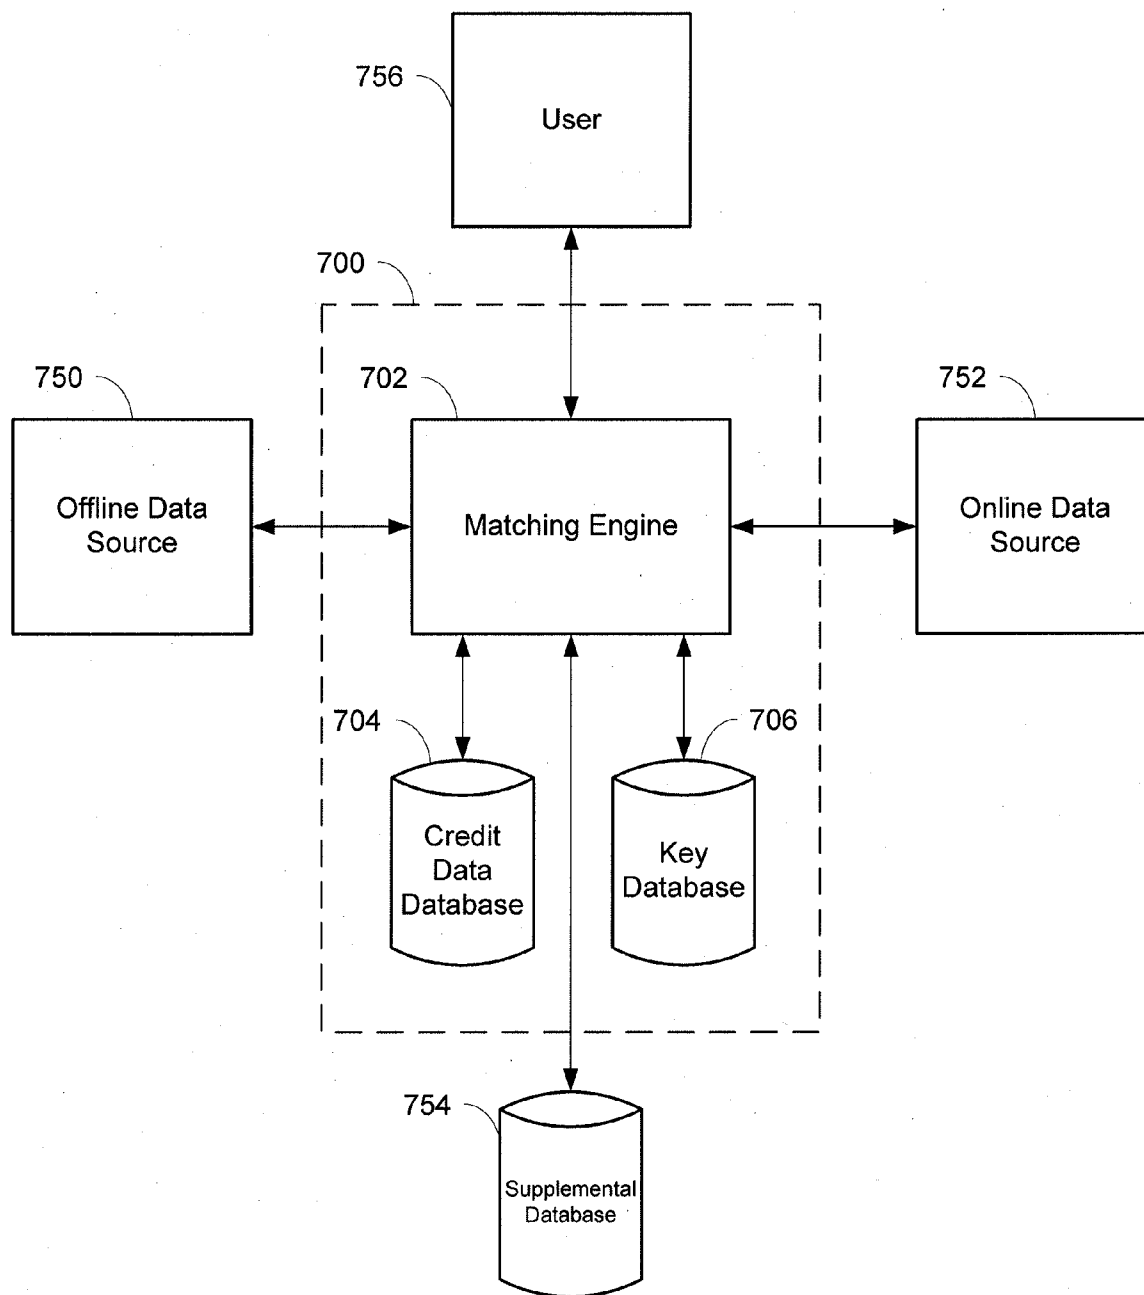 756
User
700
750
702
752
Offline Data
Source
Matching Engine
Online Data
Source
704
706
Credit
Data
Database
Key
Database
754
Supplemental
Database